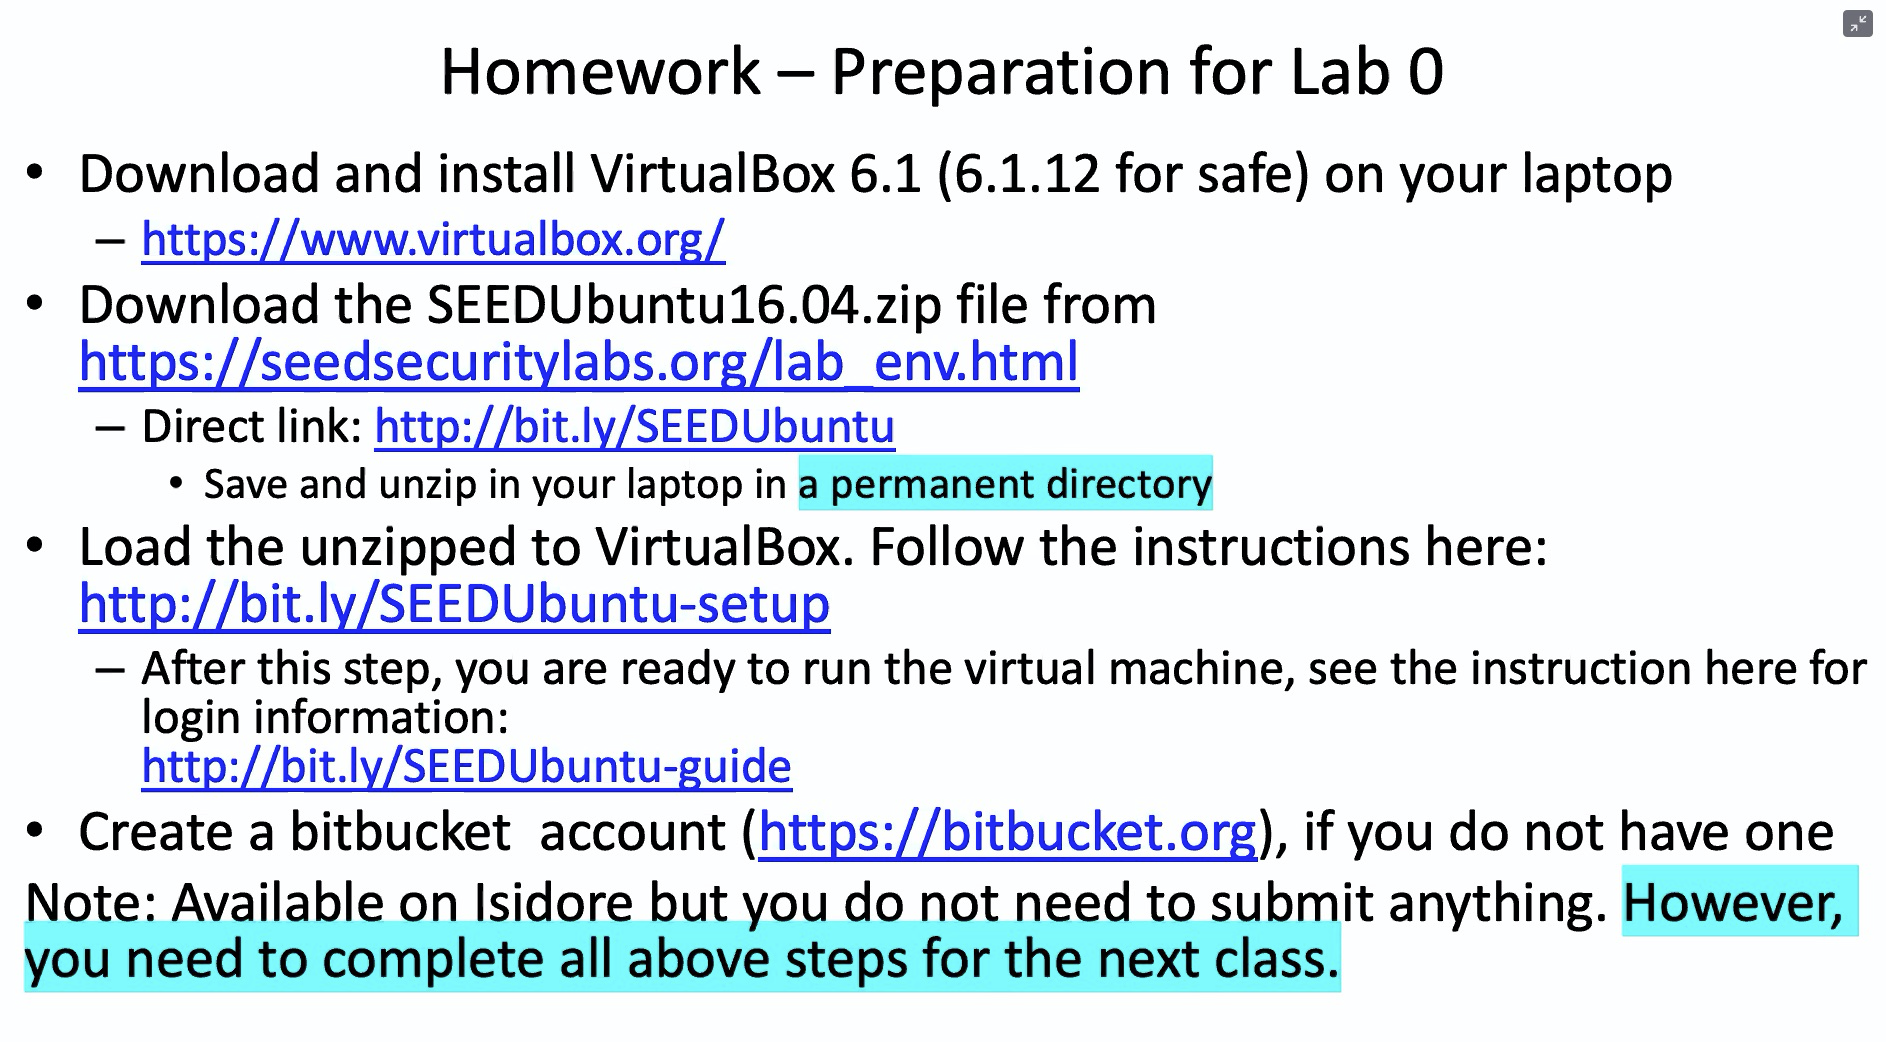 Homework – Preparation for Lab 0
• Download and install VirtualBox 6.1 (6.1.12 for safe) on your laptop
– https://www.virtualbox.org/
• Download the SEEDUbuntu16.04.zip file from
https://seedsecuritylabs.org/lab_env.html
– Direct link: http://bit.ly/SEEDUbuntu
• Save and unzip in your laptop in a permanent directory
• Load the unzipped to VirtualBox. Follow the instructions here:
http://bit.ly/SEEDUbuntu-setup
– After this step, you are ready to run the virtual machine, see the instruction here for
login information:
http://bit.ly/SEEDUbuntu-guide
• Create a bitbucket  account (https://bitbucket.org), if you do not have one
Note: Available on Isidore but you do not need to submit anything. However,
you need to complete all above steps for the next class.